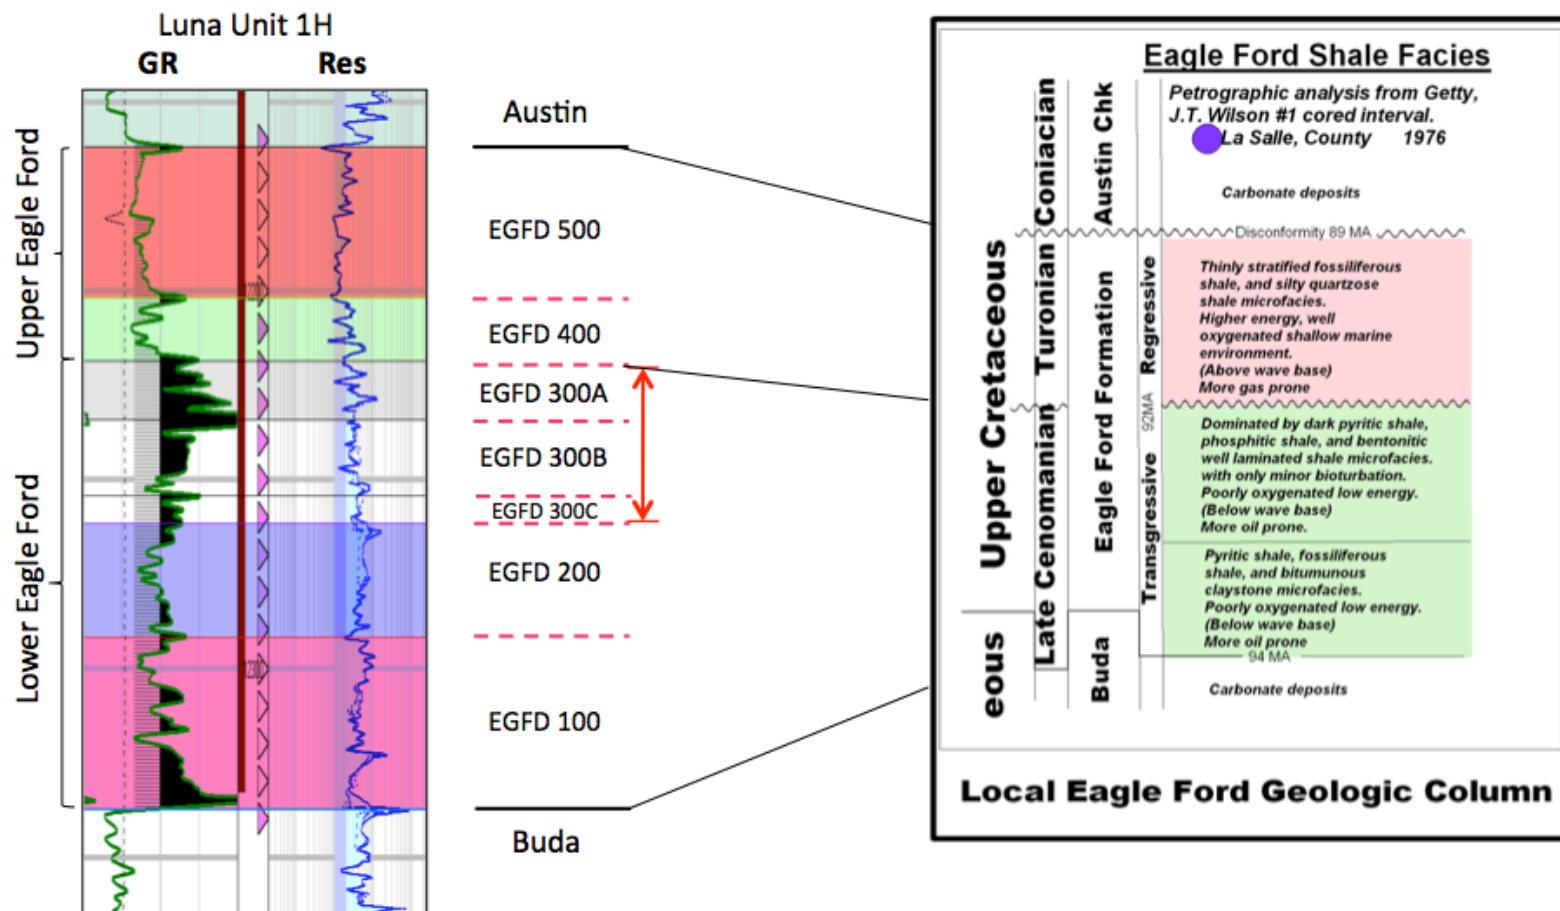 Luna Unit 1H
GR
Res
Upper Eagle Ford
Lower Eagle Ford
Austin
EGFD 500
EGFD 400
EGFD 300A
EGFD 300B
EGFD 300C
EGFD 200
EGFD 100
Buda
Eagle Ford Shale Facies
Petrographic analysis from Getty,
J.T. Wilson #1 cored interval.
La Salle, County 1976
Carbonate deposits
Disconformity 89 MA
Thinly stratified fossiliferous
shale, and silty quartzose
shale microfacies.
Higher energy, well
oxygenated shallow marine
environment.
(Above wave base)
More gas prone
Dominated by dark pyritic shale,
phosphitic shale, and bentonitic
well laminated shale microfacies.
with only minor bioturbation.
Poorly oxygenated low energy.
(Below wave base)
More oil prone.
Pyritic shale, fossiliferous
shale, and bitumunous
claystone microfacies.
Poorly oxygenated low energy.
(Below wave base)
More oil prone
94 MA
Carbonate deposits
Upper Cretaceous
eous
Coniacian
Turonian
Late Cenomanian
Austin Chk
Eagle Ford Formation
Buda
Regressive
92MA
Transgressive
Local Eagle Ford Geologic Column